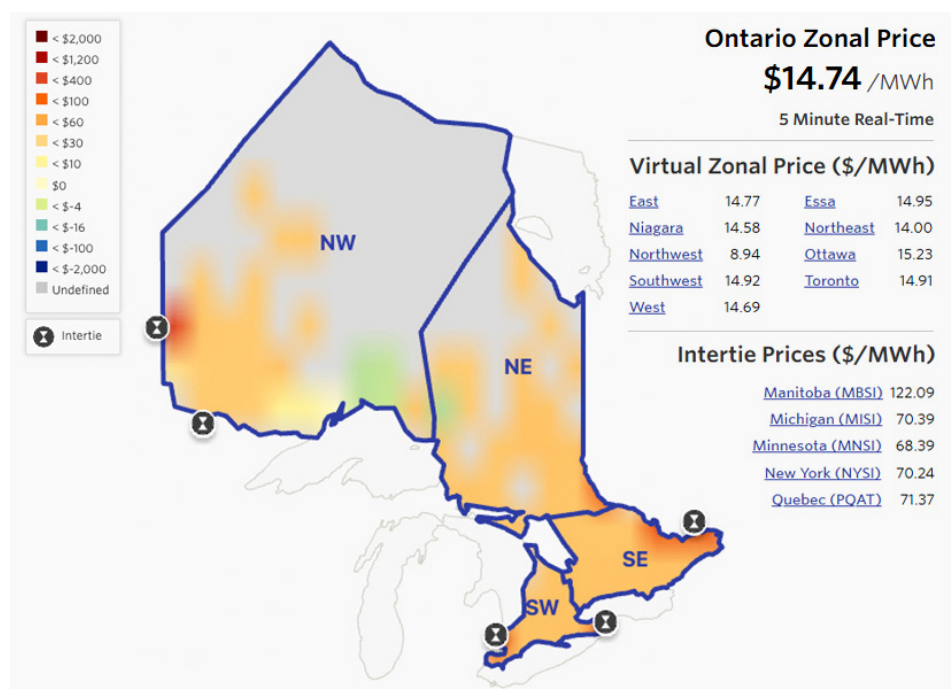 < $2,000
< $1,200
< $400
< $100
< $60
< $30
< $10
$0
< $-4
< $-16
< $-100
< $-2,000
Undefined
Intertie
NW
NE
SE
SW
Ontario Zonal Price
$14.74 /MWh
5 Minute Real-Time
Virtual Zonal Price ($/MWh)
East 14.77 Essa 14.95
Niagara 14.58 Northeast 14.00
Northwest 8.94 Ottawa 15.23
Southwest 14.92 Toronto 14.91
West 14.69
Intertie Prices ($/MWh)
Manitoba (MBSI) 122.09
Michigan (MISI) 70.39
Minnesota (MNSI) 68.39
New York (NYSI) 70.24
Quebec (PQAT) 71.37